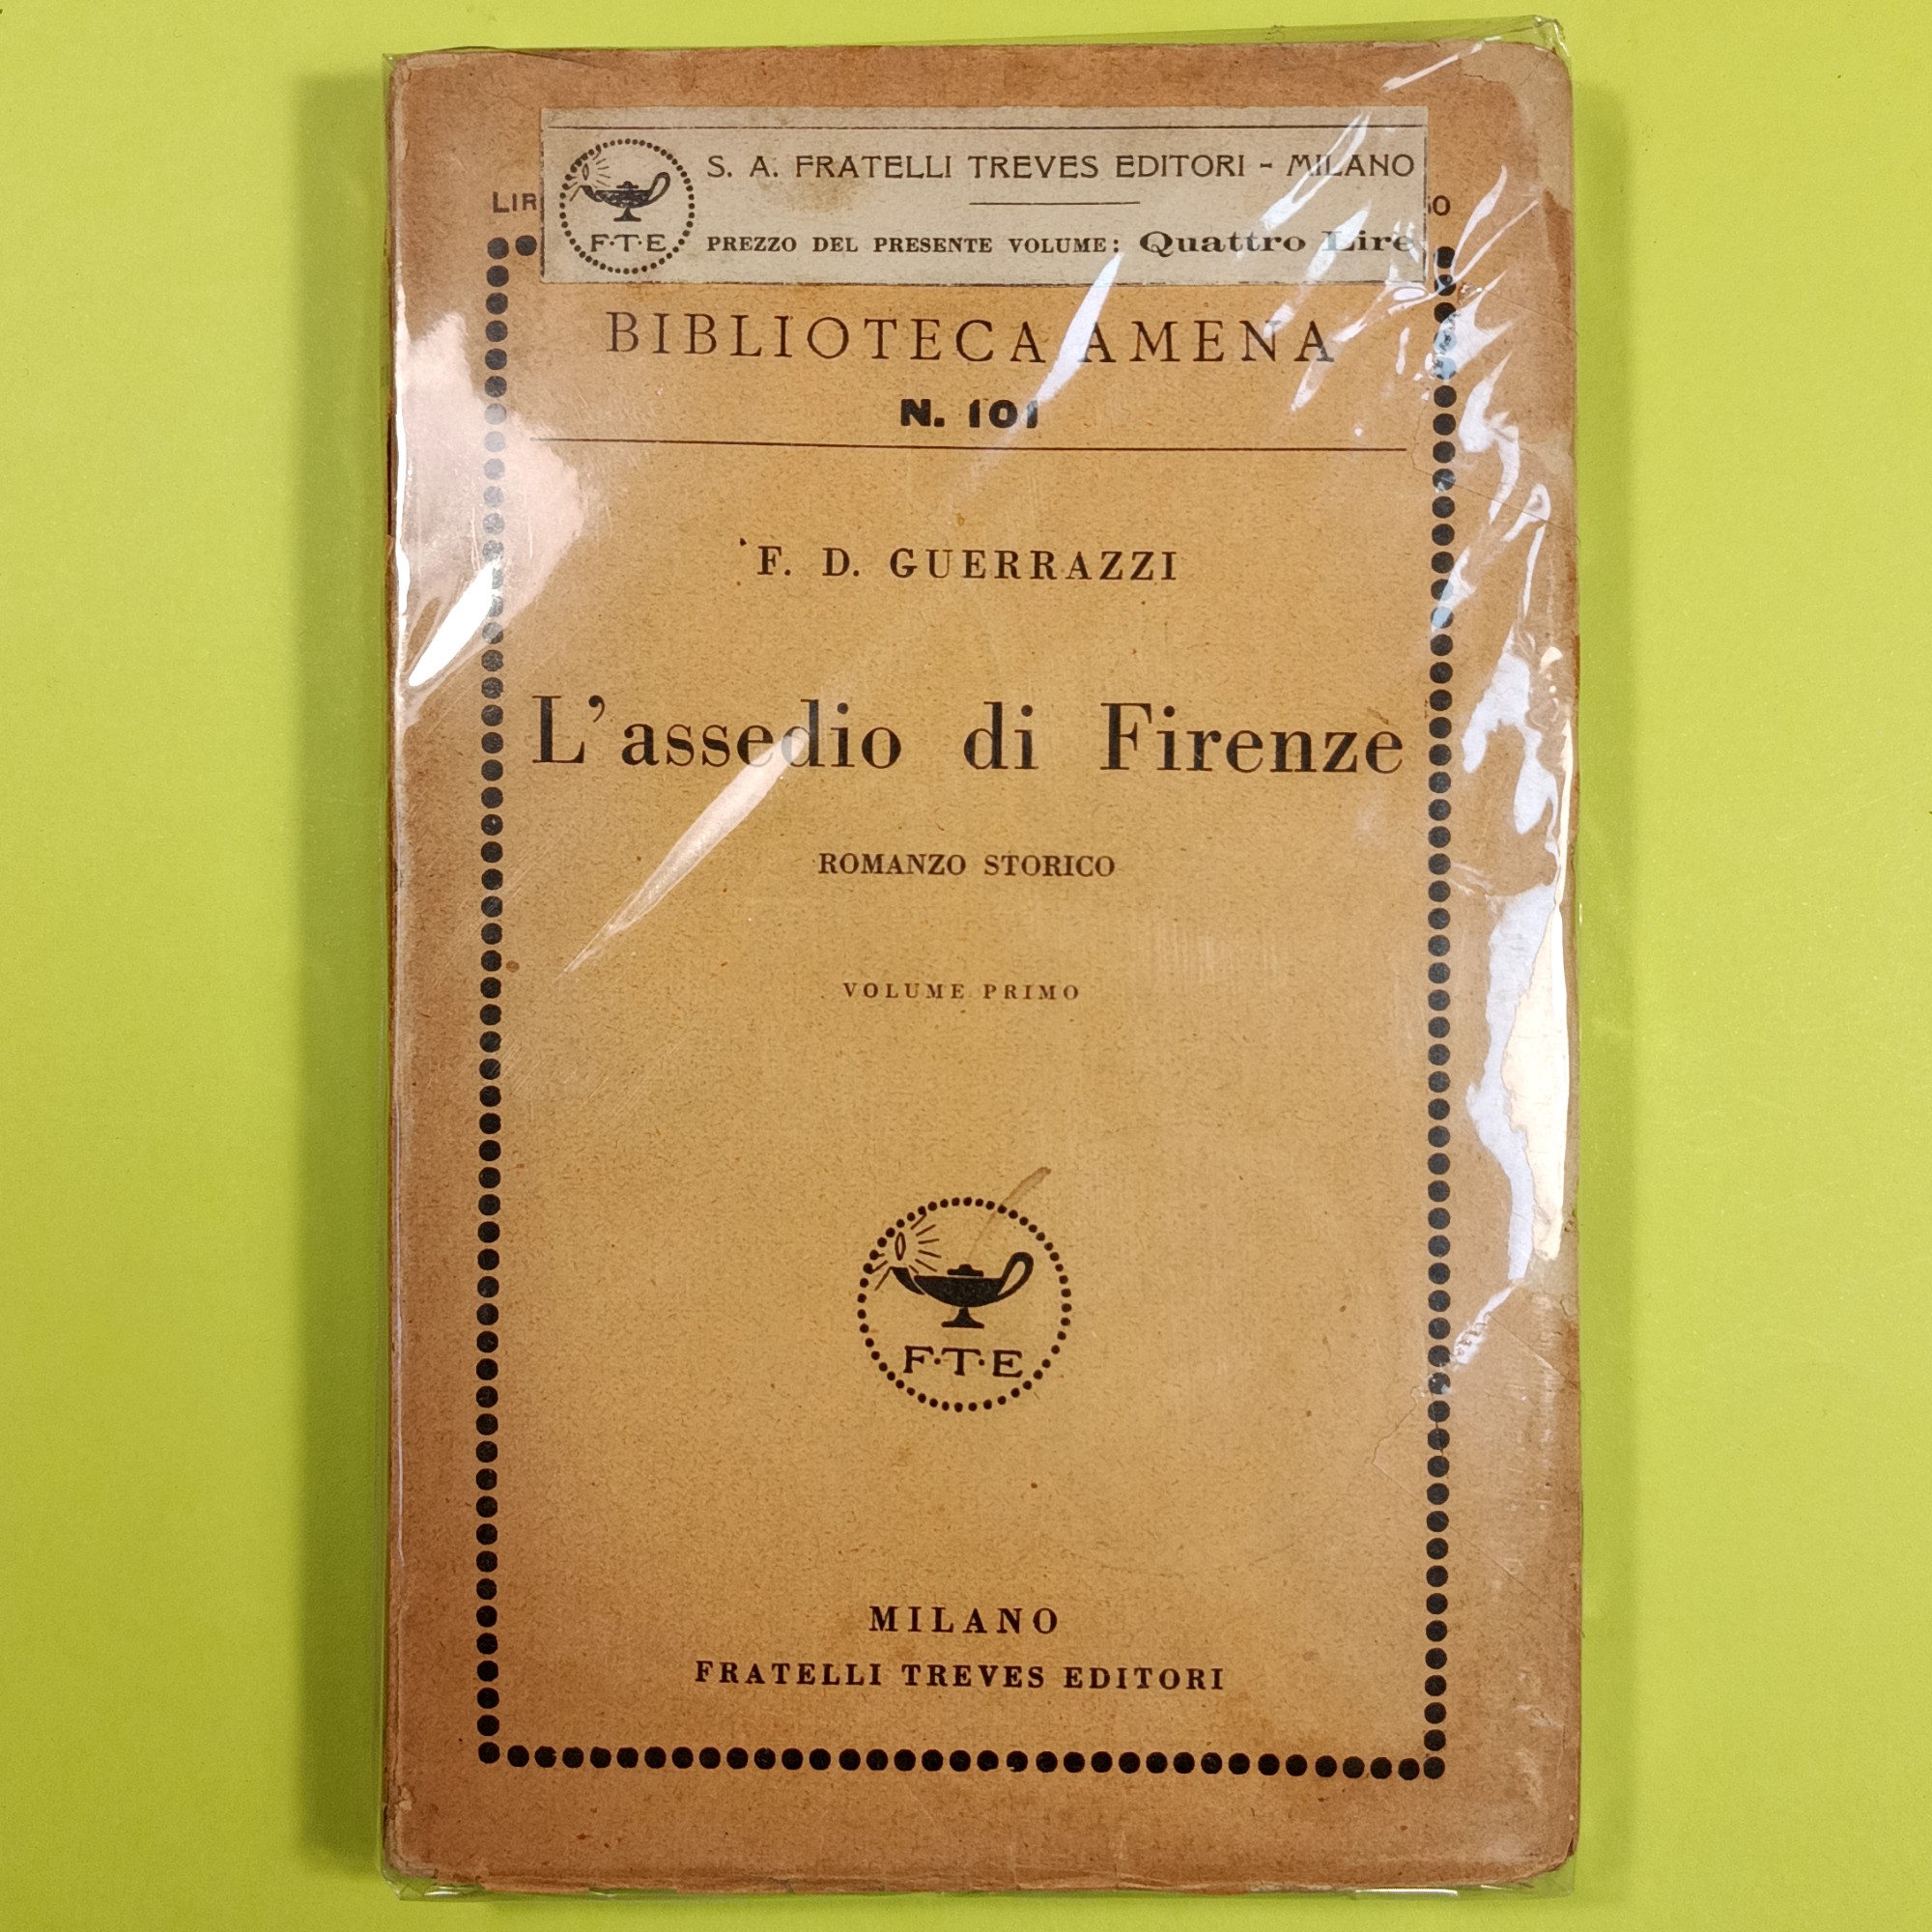 S. A. FRATELLI TREVES EDITORI - MILANO
F·T·E
PREZZO DEL PRESENTE VOLUME: Quattro Lire
BIBLIOTECA AMENA
N. 101
F. D. GUERRAZZI
L'assedio di Firenze
ROMANZO STORICO
VOLUME PRIMO
F·T·E
MILANO
FRATELLI TREVES EDITORI